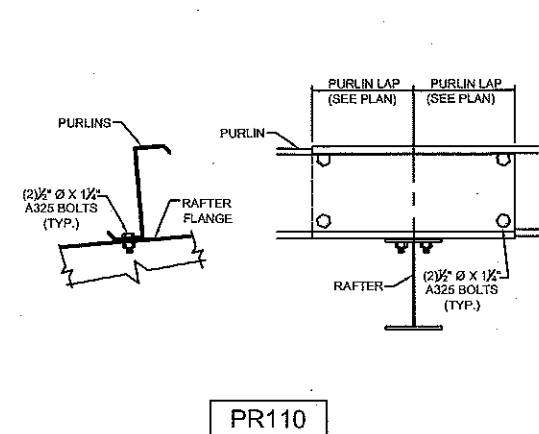 PURLINS
(2)½" Ø X 1¼"
A325 BOLTS
(TYP.)
RAFTER
FLANGE
PURLIN LAP
(SEE PLAN)
PURLIN LAP
(SEE PLAN)
PURLIN
RAFTER
(2)½" Ø X 1¼"
A325 BOLTS
(TYP.)
PR110